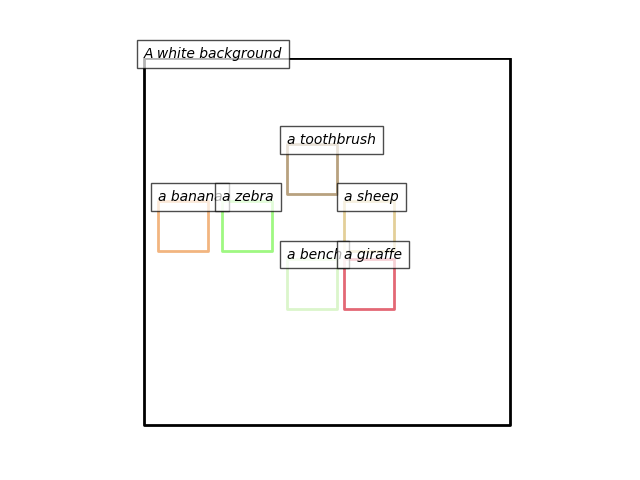 A white background
a toothbrush
a banana
a zebra
a sheep
a bench
a giraffe